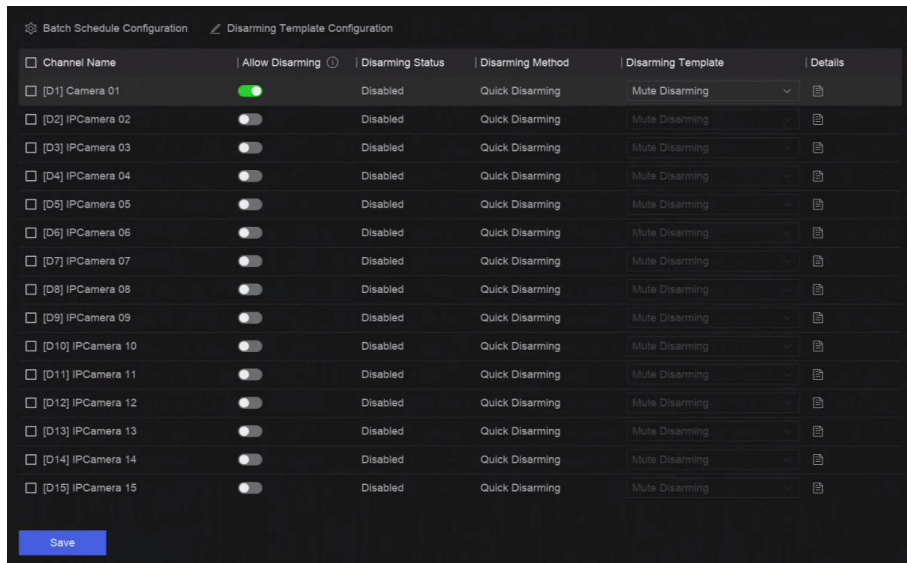 Batch Schedule Configuration Disarming Template Configuration
Channel Name Allow Disarming Disarming Status Disarming Method Disarming Template Details
[D1] Camera 01 Disabled Quick Disarming Mute Disarming
[D2] IPCamera 02 Disabled Quick Disarming Mute Disarming
[D3] IPCamera 03 Disabled Quick Disarming Mute Disarming
[D4] IPCamera 04 Disabled Quick Disarming Mute Disarming
[D5] IPCamera 05 Disabled Quick Disarming Mute Disarming
[D6] IPCamera 06 Disabled Quick Disarming Mute Disarming
[D7] IPCamera 07 Disabled Quick Disarming Mute Disarming
[D8] IPCamera 08 Disabled Quick Disarming Mute Disarming
[D9] IPCamera 09 Disabled Quick Disarming Mute Disarming
[D10] IPCamera 10 Disabled Quick Disarming Mute Disarming
[D11] IPCamera 11 Disabled Quick Disarming Mute Disarming
[D12] IPCamera 12 Disabled Quick Disarming Mute Disarming
[D13] IPCamera 13 Disabled Quick Disarming Mute Disarming
[D14] IPCamera 14 Disabled Quick Disarming Mute Disarming
[D15] IPCamera 15 Disabled Quick Disarming Mute Disarming
Save